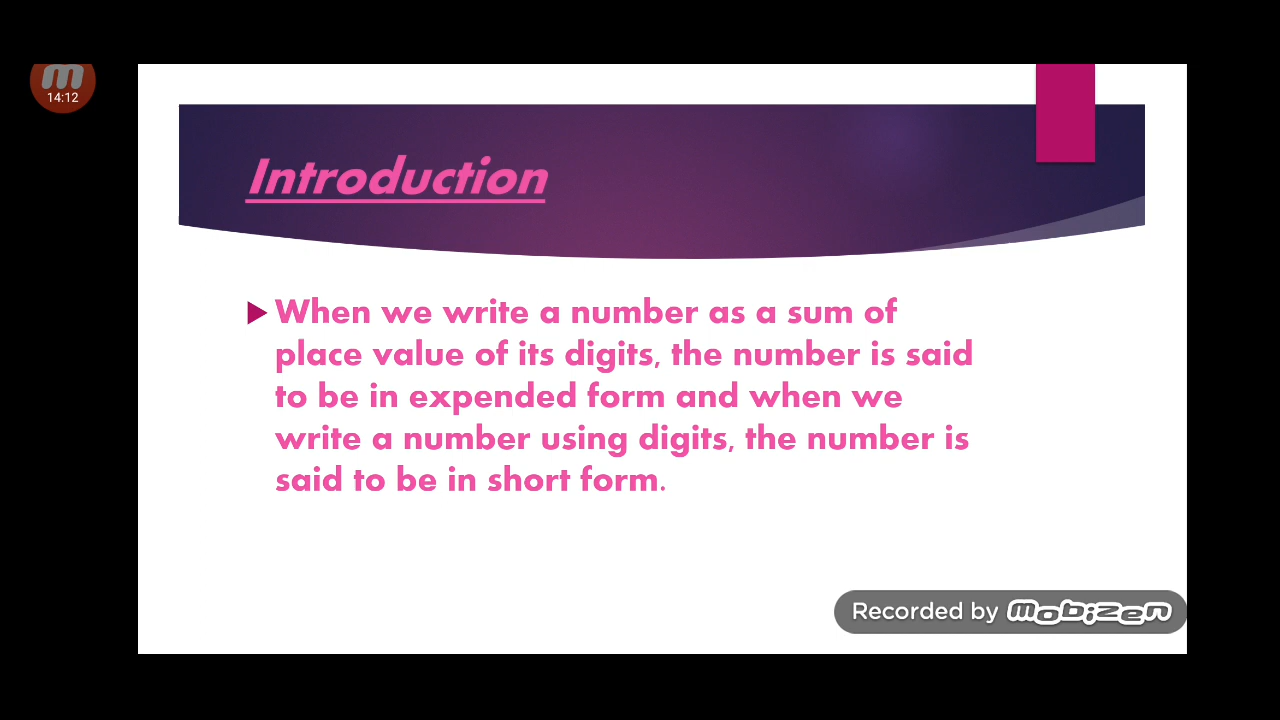 m
14:12
Introduction
When we write a number as a sum of
place value of its digits, the number is said
to be in expended form and when we
write a number using digits, the number is
said to be in short form.
Recorded by mobizen